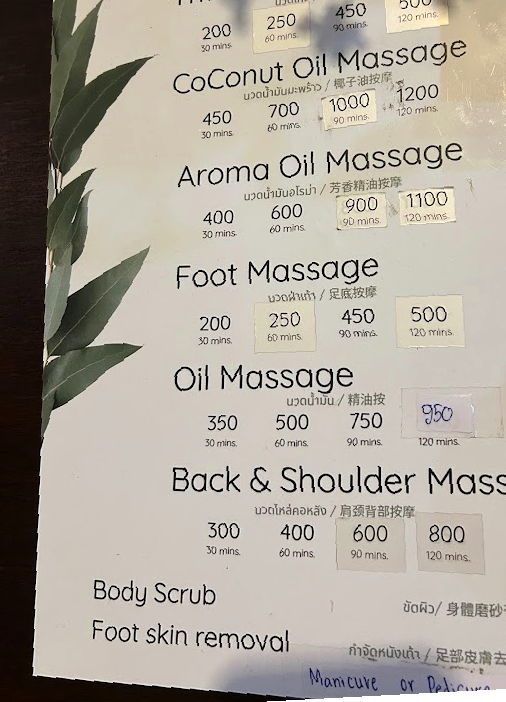 200 250 450 500
30 mins. 60 mins. 90 mins. 120 mins.
CoConut Oil Massage
นวดน้ำมันมะพร้าว / 椰子油按摩
450 700 1000 1200
30 mins. 60 mins. 90 mins. 120 mins.
Aroma Oil Massage
นวดน้ำมันอโรม่า / 芳香精油按摩
400 600 900 1100
30 mins. 60 mins. 90 mins. 120 mins.
Foot Massage
นวดฝ่าเท้า / 足底按摩
200 250 450 500
30 mins. 60 mins. 90 mins. 120 mins.
Oil Massage
นวดน้ำมัน / 精油按
350 500 750 950
30 mins. 60 mins. 90 mins. 120 mins.
Back & Shoulder Mass
นวดไหล่คอหลัง / 肩颈背部按摩
300 400 600 800
30 mins. 60 mins. 90 mins. 120 mins.
Body Scrub ขัดผิว/ 身體磨砂
Foot skin removal กำจัดหนังเท้า / 足部皮膚去
Manicure or Pedicure